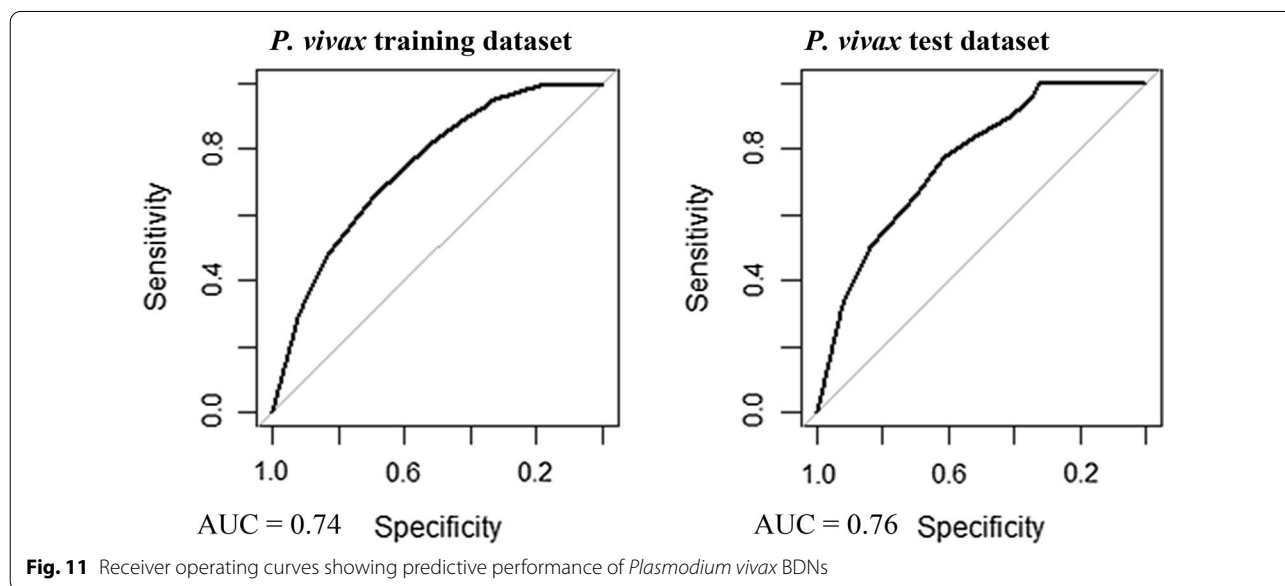 P. vivax training dataset
Sensitivity
0.8
0.4
0.0
1.0 0.6 0.2
AUC = 0.74 Specificity
P. vivax test dataset
Sensitivity
0.8
0.4
0.0
1.0 0.6 0.2
AUC = 0.76 Specificity
Fig. 11 Receiver operating curves showing predictive performance of Plasmodium vivax BDNs